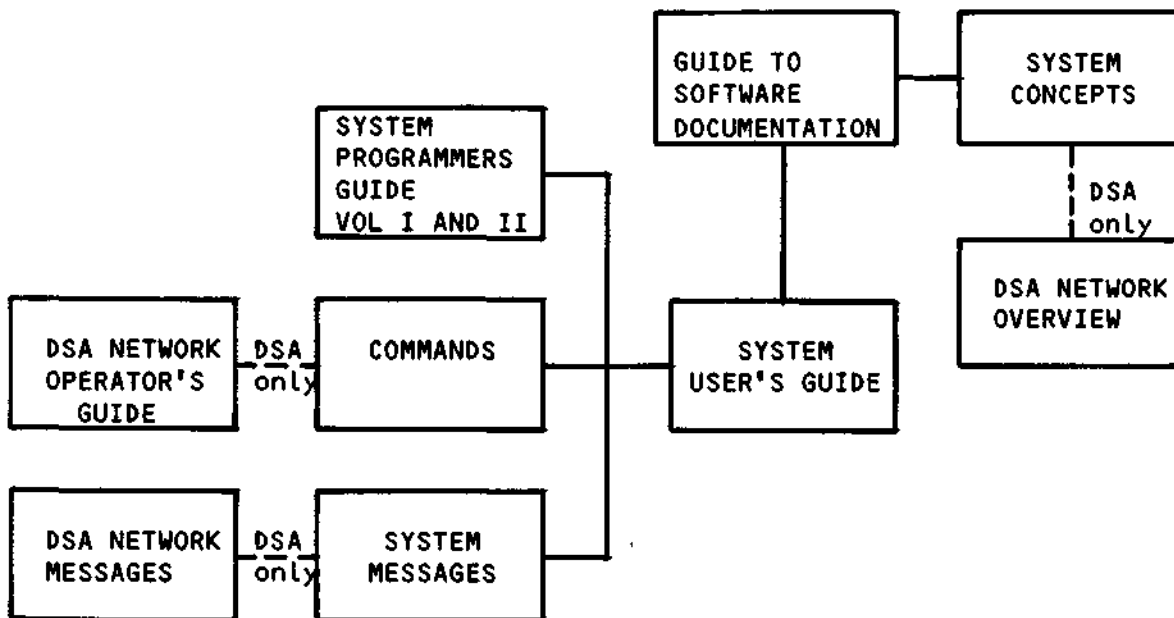 GUIDE TO
SOFTWARE
DOCUMENTATION
SYSTEM
CONCEPTS
SYSTEM
PROGRAMMERS
GUIDE
VOL I AND II
DSA
only
DSA NETWORK
OVERVIEW
DSA NETWORK
OPERATOR'S
GUIDE
DSA
only
COMMANDS
SYSTEM
USER'S GUIDE
DSA NETWORK
MESSAGES
DSA
only
SYSTEM
MESSAGES